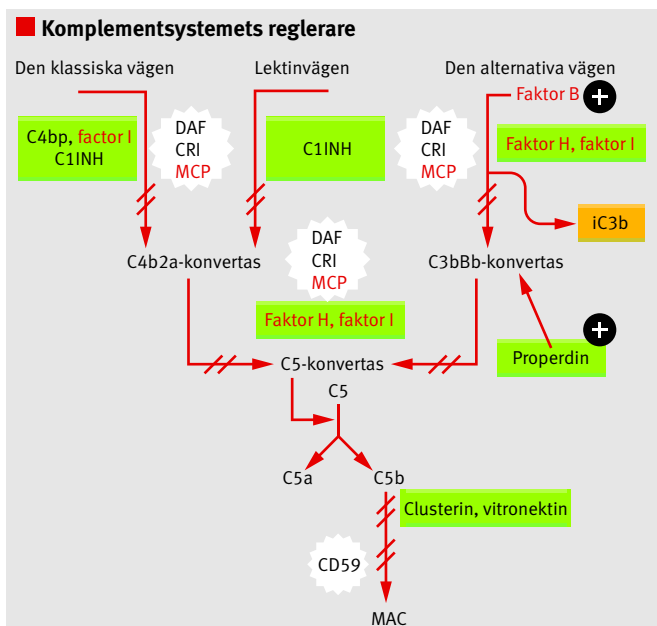 Komplementsystemets reglerare
Den klassiska vägen
Lektinvägen
Den alternativa vägen
Faktor B +
C4bp, factor I
C1INH
DAF
CRI
MCP
C1INH
DAF
CRI
MCP
Faktor H, faktor I
iC3b
C4b2a-konvertas
DAF
CRI
MCP
C3bBb-konvertas
Faktor H, faktor I
+
Properdin
C5-konvertas
C5
C5a
C5b
Clusterin, vitronektin
CD59
MAC